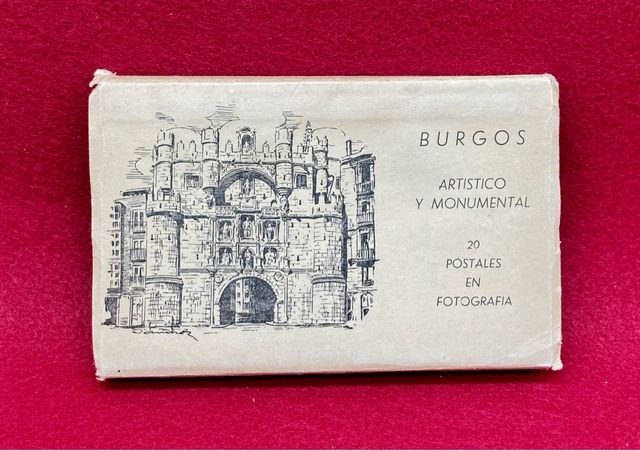 BURGOS
ARTISTICO
Y MONUMENTAL
20
POSTALES
EN
FOTOGRAFIA